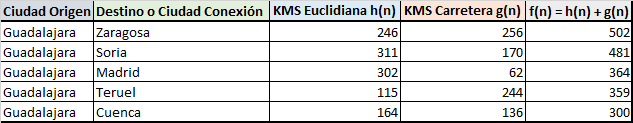 Ciudad Origen Destino o Ciudad Conexión KMS Euclidiana h(n) KMS Carretera g(n) f(n) = h(n) + g(n)
Guadalajara Zaragosa 246 256 502
Guadalajara Soria 311 170 481
Guadalajara Madrid 302 62 364
Guadalajara Teruel 115 244 359
Guadalajara Cuenca 164 136 300